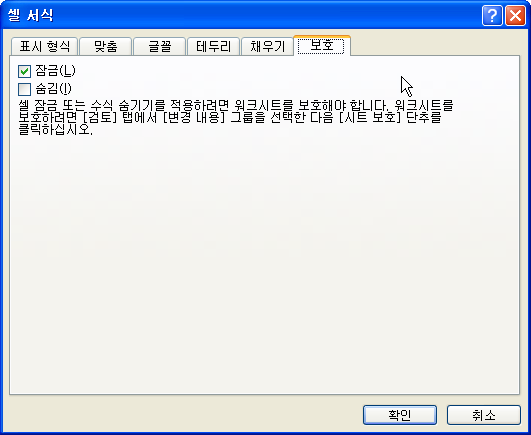 셀 서식
표시 형식 맞춤 글꼴 테두리 채우기 보호
잠금(L)
숨김(I)
셀 잠금 또는 수식 숨기기를 적용하려면 워크시트를 보호해야 합니다. 워크시트를
보호하려면 [검토] 탭에서 [변경 내용] 그룹을 선택한 다음 [시트 보호] 단추를
클릭하십시오.
확인 취소